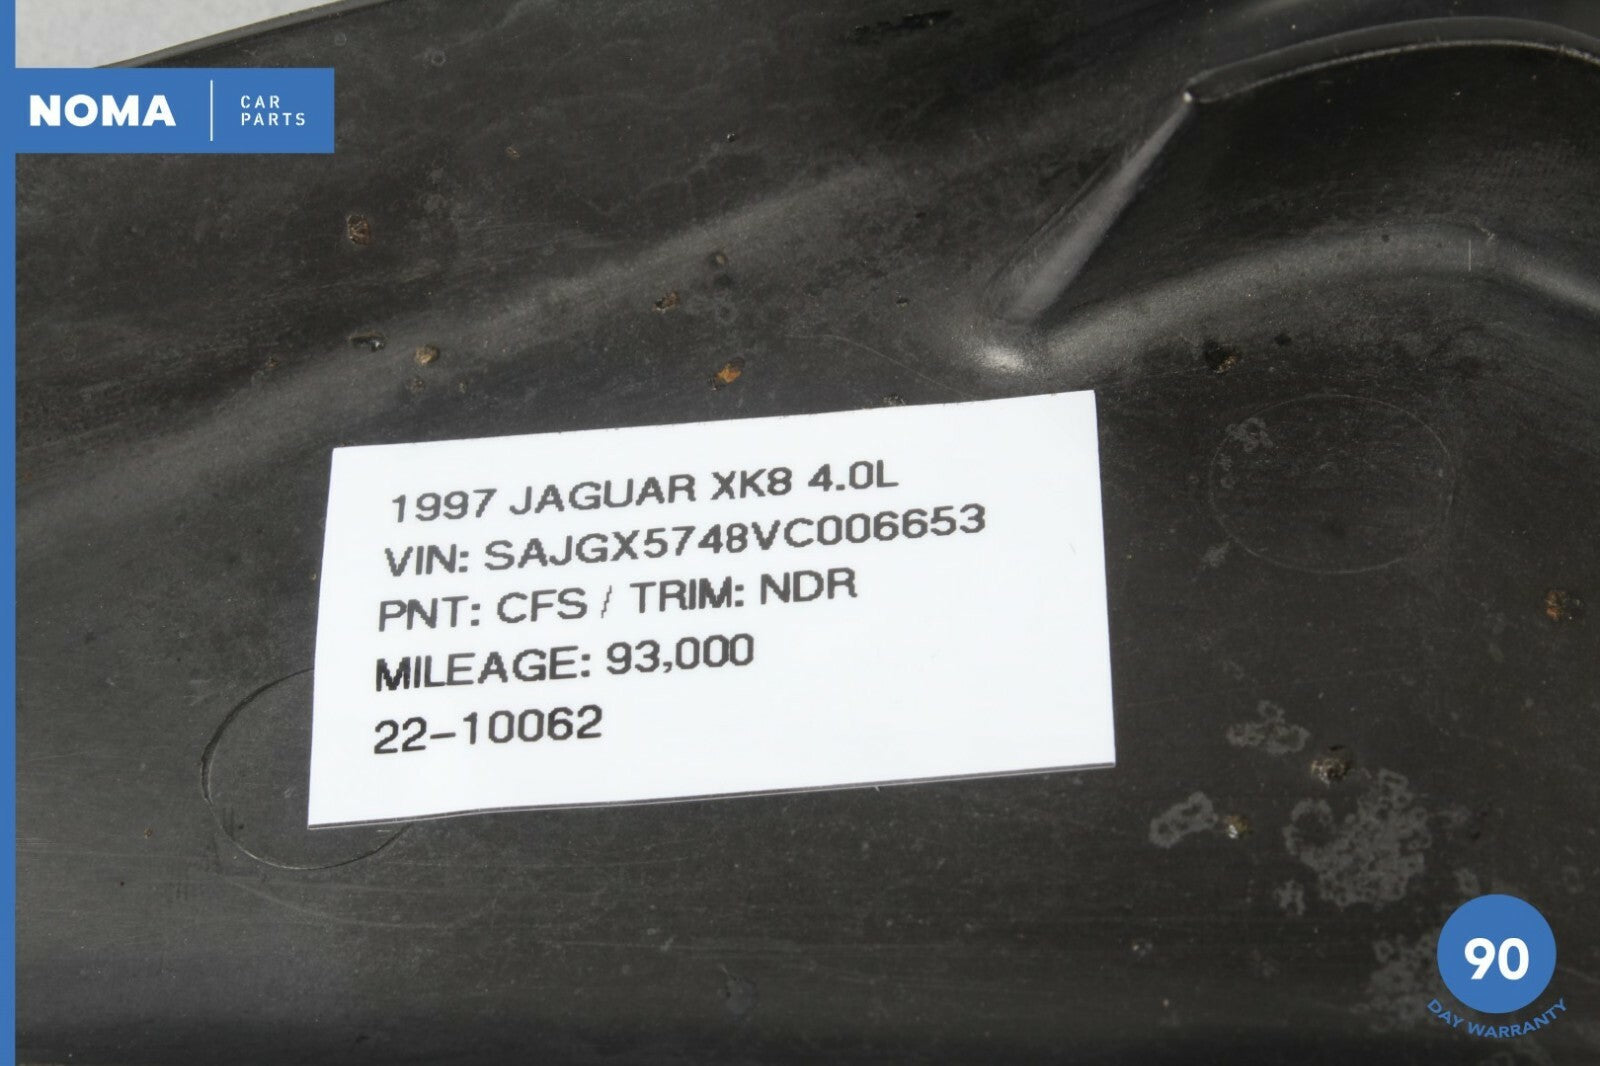 NOMA
CAR
PARTS
1997 JAGUAR XK8 4.0L
VIN: SAJGX5748VC006653
PNT: CFS / TRIM: NDR
MILEAGE: 93,000
22-10062
90
DAY WARRANTY